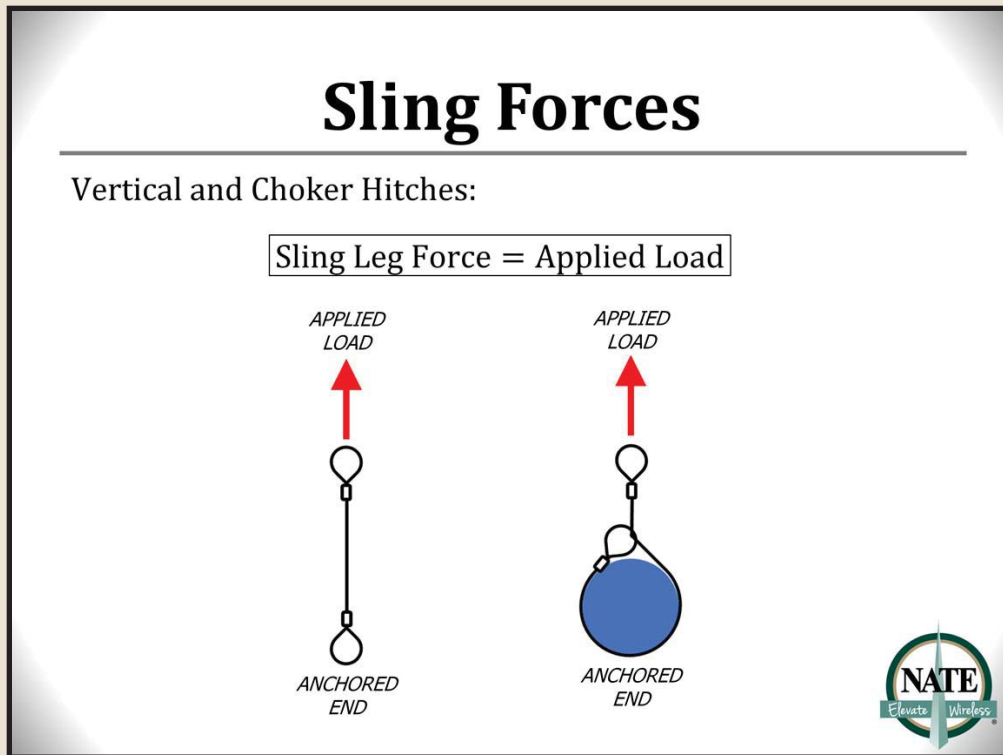 Sling Forces
Vertical and Choker Hitches:
Sling Leg Force = Applied Load
APPLIED
LOAD
APPLIED
LOAD
ANCHORED
END
ANCHORED
END
NATE
Elevate Wireless
®